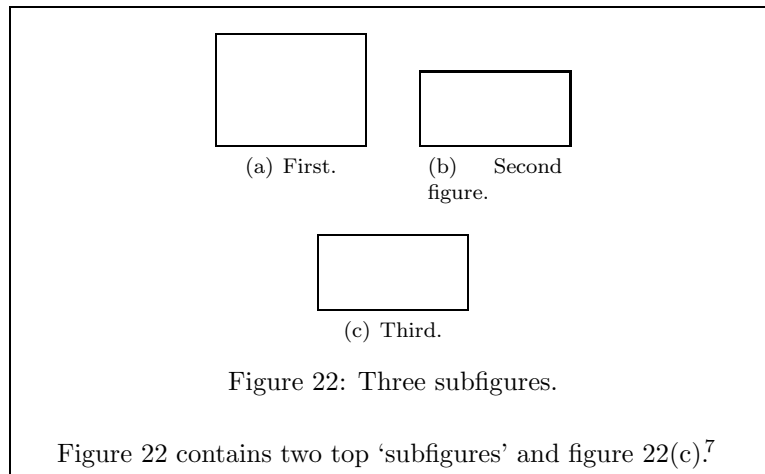 (a) First.
(b) Second
figure.
(c) Third.
Figure 22: Three subfigures.
Figure 22 contains two top ‘subfigures’ and figure 22(c).⁷